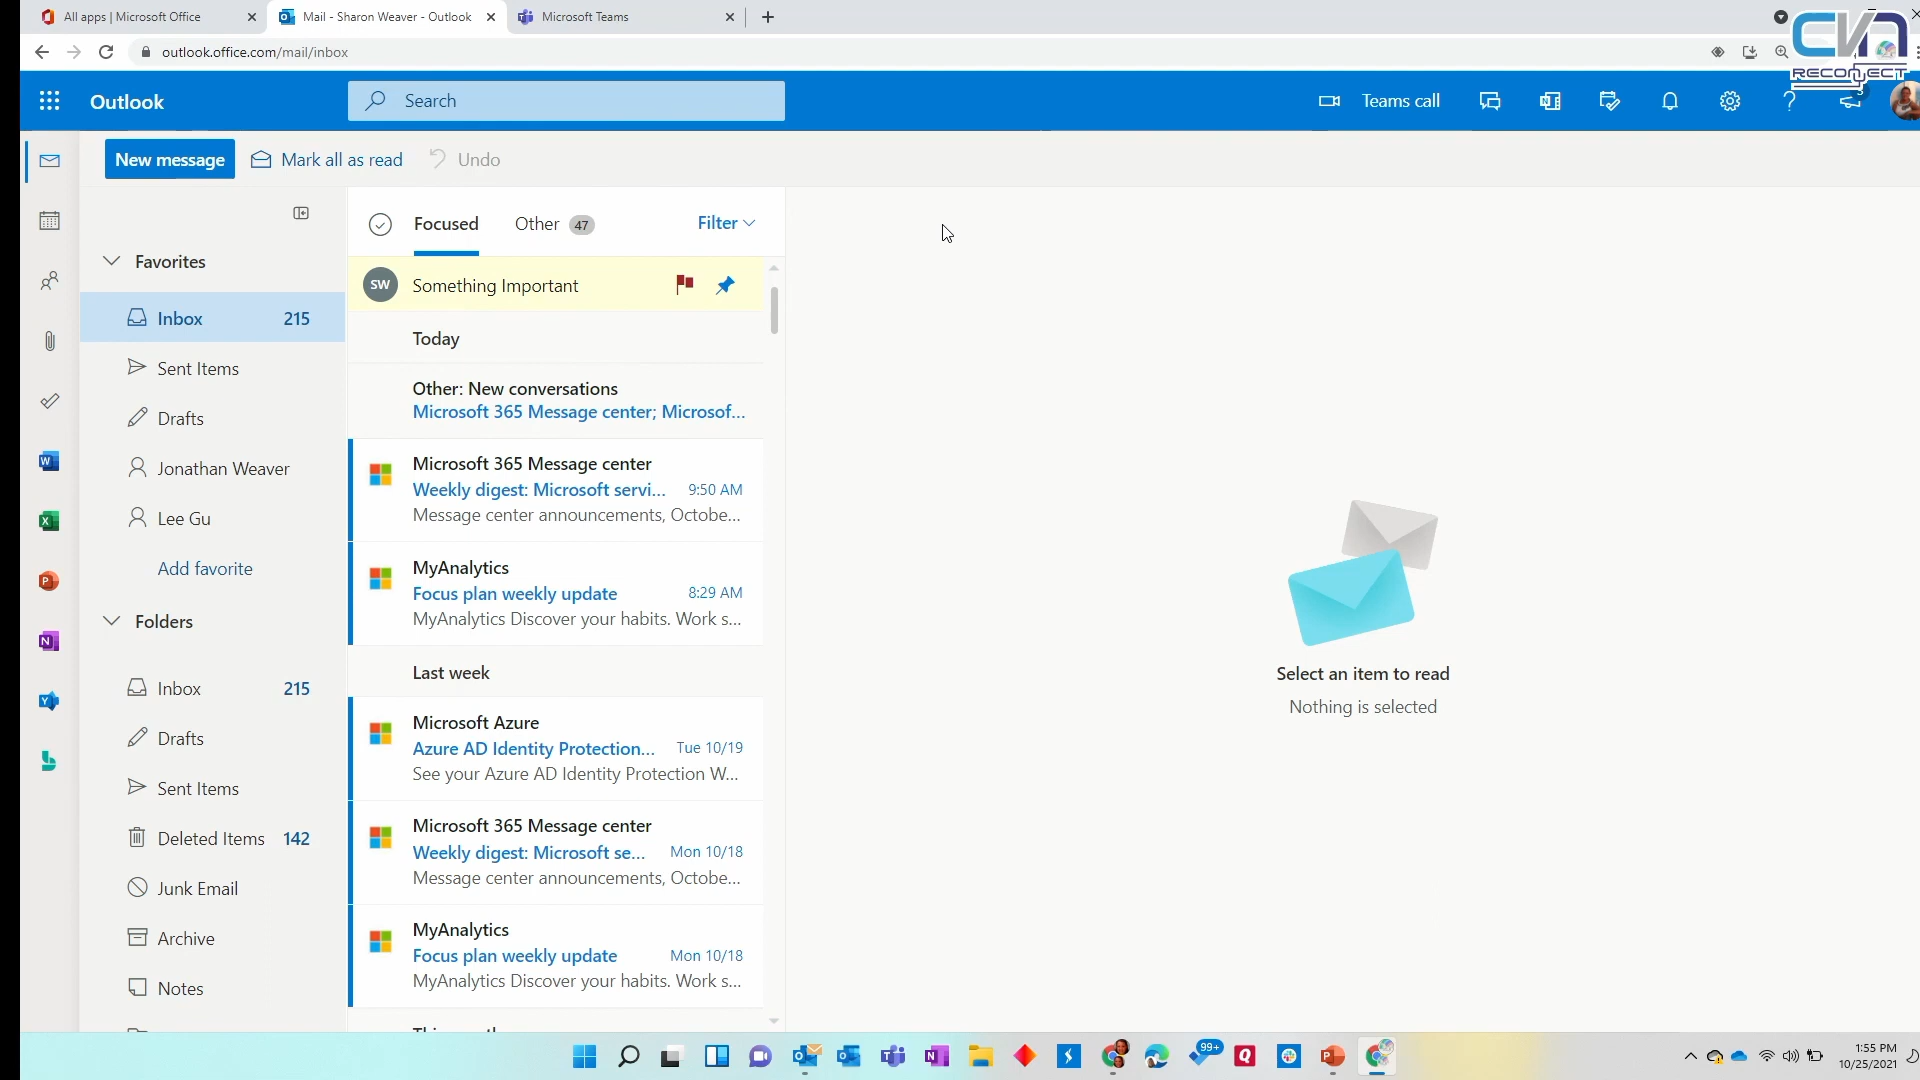 All apps | Microsoft Office
Mail - Sharon Weaver - Outlook
Microsoft Teams
outlook.office.com/mail/inbox
CVN
RECONJECT
Outlook
Search
Teams call
3
New message
Mark all as read
Undo
Focused
Other 47
Filter
Favorites
Inbox 215
Sent Items
Drafts
Jonathan Weaver
Lee Gu
Add favorite
Folders
Inbox 215
Drafts
Sent Items
Deleted Items 142
Junk Email
Archive
Notes
SW
Something Important
Today
Other: New conversations
Microsoft 365 Message center; Microsof...
Microsoft 365 Message center
Weekly digest: Microsoft servi... 9:50 AM
Message center announcements, Octobe...
MyAnalytics
Focus plan weekly update 8:29 AM
MyAnalytics Discover your habits. Work s...
Last week
Microsoft Azure
Azure AD Identity Protection... Tue 10/19
See your Azure AD Identity Protection W...
Microsoft 365 Message center
Weekly digest: Microsoft se... Mon 10/18
Message center announcements, Octobe...
MyAnalytics
Focus plan weekly update Mon 10/18
MyAnalytics Discover your habits. Work s...
Select an item to read
Nothing is selected
99+
1:55 PM
10/25/2021